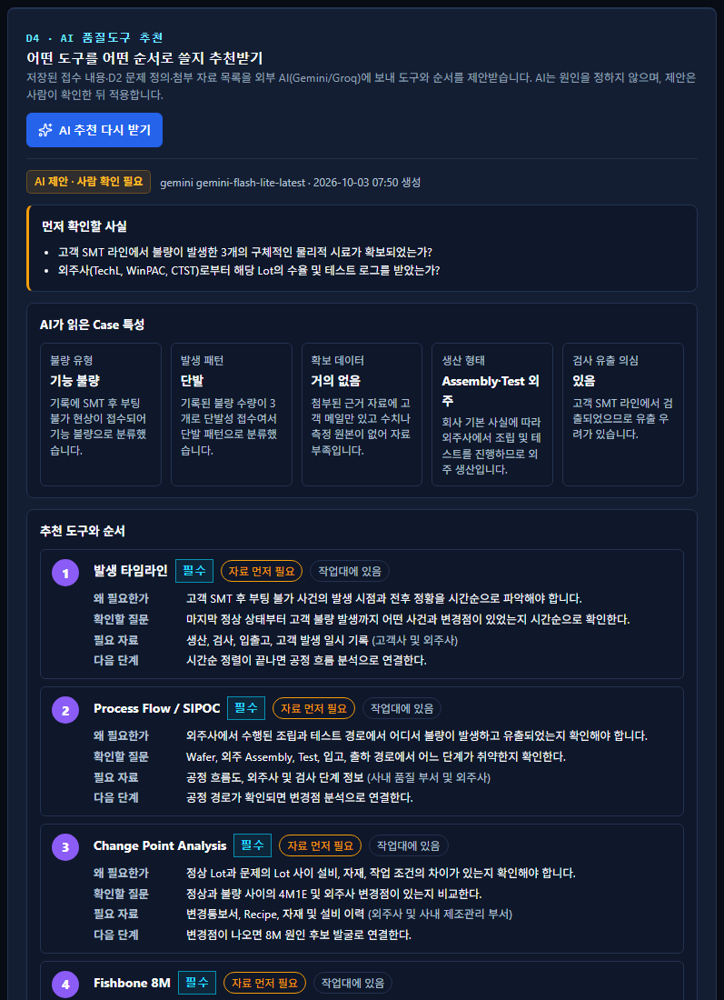 D4 · AI 품질도구 추천
어떤 도구를 어떤 순서로 쓸지 추천받기
저장된 접수 내용·D2 문제 정의·첨부 자료 목록을 외부 AI(Gemini/Groq)에 보내 도구와 순서를 제안받습니다. AI는 원인을 정하지 않으며, 제안은
사람이 확인한 뒤 적용합니다.
AI 추천 다시 받기
AI 제안 · 사람 확인 필요 gemini gemini-flash-lite-latest · 2026-10-03 07:50 생성
먼저 확인할 사실
• 고객 SMT 라인에서 불량이 발생한 3개의 구체적인 물리적 시료가 확보되었는가?
• 외주사(TechL, WinPAC, CTST)로부터 해당 Lot의 수율 및 테스트 로그를 받았는가?
AI가 읽은 Case 특성
불량 유형
기능 불량
기록에 SMT 후 부팅
불가 현상이 접수되어
기능 불량으로 분류했
습니다.
발생 패턴
단발
기록된 불량 수량이 3
개로 단발성 접수여서
단발 패턴으로 분류했
습니다.
확보 데이터
거의 없음
첨부된 근거 자료에 고
객 메일만 있고 수치나
측정 원본이 없어 자료
부족입니다.
생산 형태
Assembly·Test 외
주
회사 기본 사실에 따라
외주사에서 조립 및 테
스트를 진행하므로 외
주 생산입니다.
검사 유출 의심
있음
고객 SMT 라인에서 검
출되었으므로 유출 우
려가 있습니다.
추천 도구와 순서
1 발생 타임라인 필수 자료 먼저 필요 작업대에 있음
왜 필요한가 고객 SMT 후 부팅 불가 사건의 발생 시점과 전후 정황을 시간순으로 파악해야 합니다.
확인할 질문 마지막 정상 상태부터 고객 불량 발생까지 어떤 사건과 변경점이 있었는지 시간순으로 확인한다.
필요 자료 생산, 검사, 입출고, 고객 발생 일시 기록 (고객사 및 외주사)
다음 단계 시간순 정렬이 끝나면 공정 흐름 분석으로 연결한다.
2 Process Flow / SIPOC 필수 자료 먼저 필요 작업대에 있음
왜 필요한가 외주사에서 수행된 조립과 테스트 경로에서 어디서 불량이 발생하고 유출되었는지 확인해야 합니다.
확인할 질문 Wafer, 외주 Assembly, Test, 입고, 출하 경로에서 어느 단계가 취약한지 확인한다.
필요 자료 공정 흐름도, 외주사 및 검사 단계 정보 (사내 품질 부서 및 외주사)
다음 단계 공정 경로가 확인되면 변경점 분석으로 연결한다.
3 Change Point Analysis 필수 자료 먼저 필요 작업대에 있음
왜 필요한가 정상 Lot과 문제의 Lot 사이 설비, 자재, 작업 조건의 차이가 있는지 확인해야 합니다.
확인할 질문 정상과 불량 사이의 4M1E 및 외주사 변경점이 있는지 비교한다.
필요 자료 변경통보서, Recipe, 자재 및 설비 이력 (외주사 및 사내 제조관리 부서)
다음 단계 변경점이 나오면 8M 원인 후보 발굴로 연결한다.
4 Fishbone 8M 필수 자료 먼저 필요 작업대에 있음